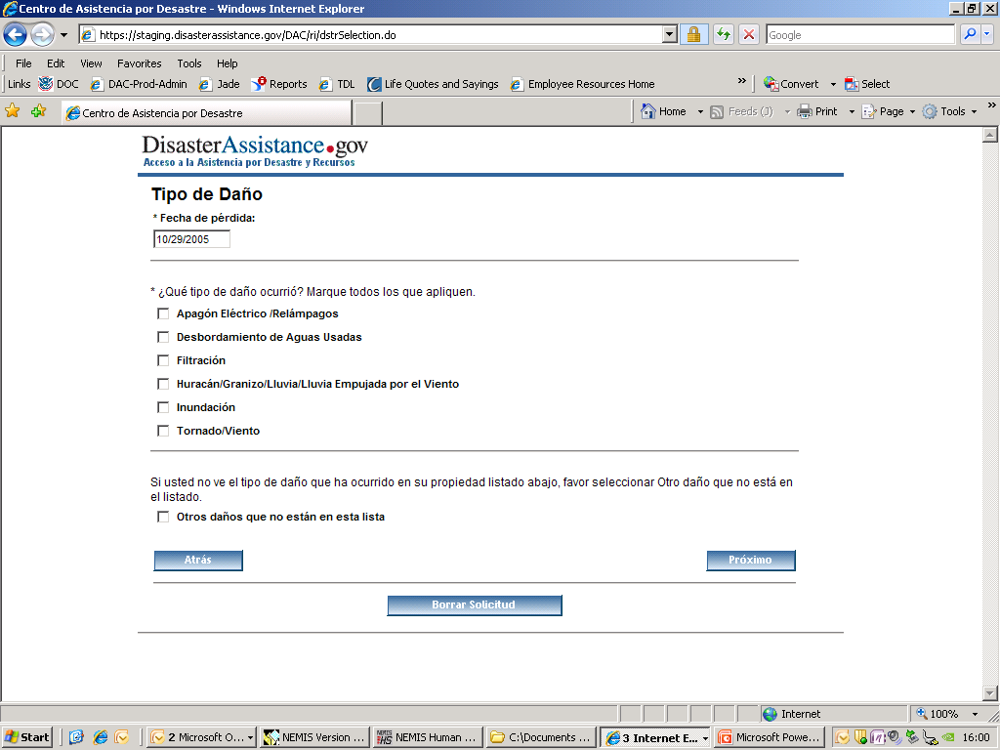 Centro de Asistencia por Desastre - Windows Internet Explorer
https://staging.disasterassistance.gov/DAC/ri/dstrSelection.do
Google
File Edit View Favorites Tools Help
Links DOC DAC-Prod-Admin Jade Reports TDL Life Quotes and Sayings Employee Resources Home » Convert Select
Centro de Asistencia por Desastre
Home Feeds (J) Print Page Tools »
DisasterAssistance.gov
Acceso a la Asistencia por Desastre y Recursos
Tipo de Daño
* Fecha de pérdida:
10/29/2005
* ¿Qué tipo de daño ocurrió? Marque todos los que apliquen.
Apagón Eléctrico /Relámpagos
Desbordamiento de Aguas Usadas
Filtración
Huracán/Granizo/Lluvia/Lluvia Empujada por el Viento
Inundación
Tornado/Viento
Si usted no ve el tipo de daño que ha ocurrido en su propiedad listado abajo, favor seleccionar Otro daño que no está en
el listado.
Otros daños que no están en esta lista
Atrás Próximo
Borrar Solicitud
Internet 100%
Start 2 Microsoft O... NEMIS Version ... NEMIS Human ... C:\Documents ... 3 Internet E... Microsoft Powe... 16:00